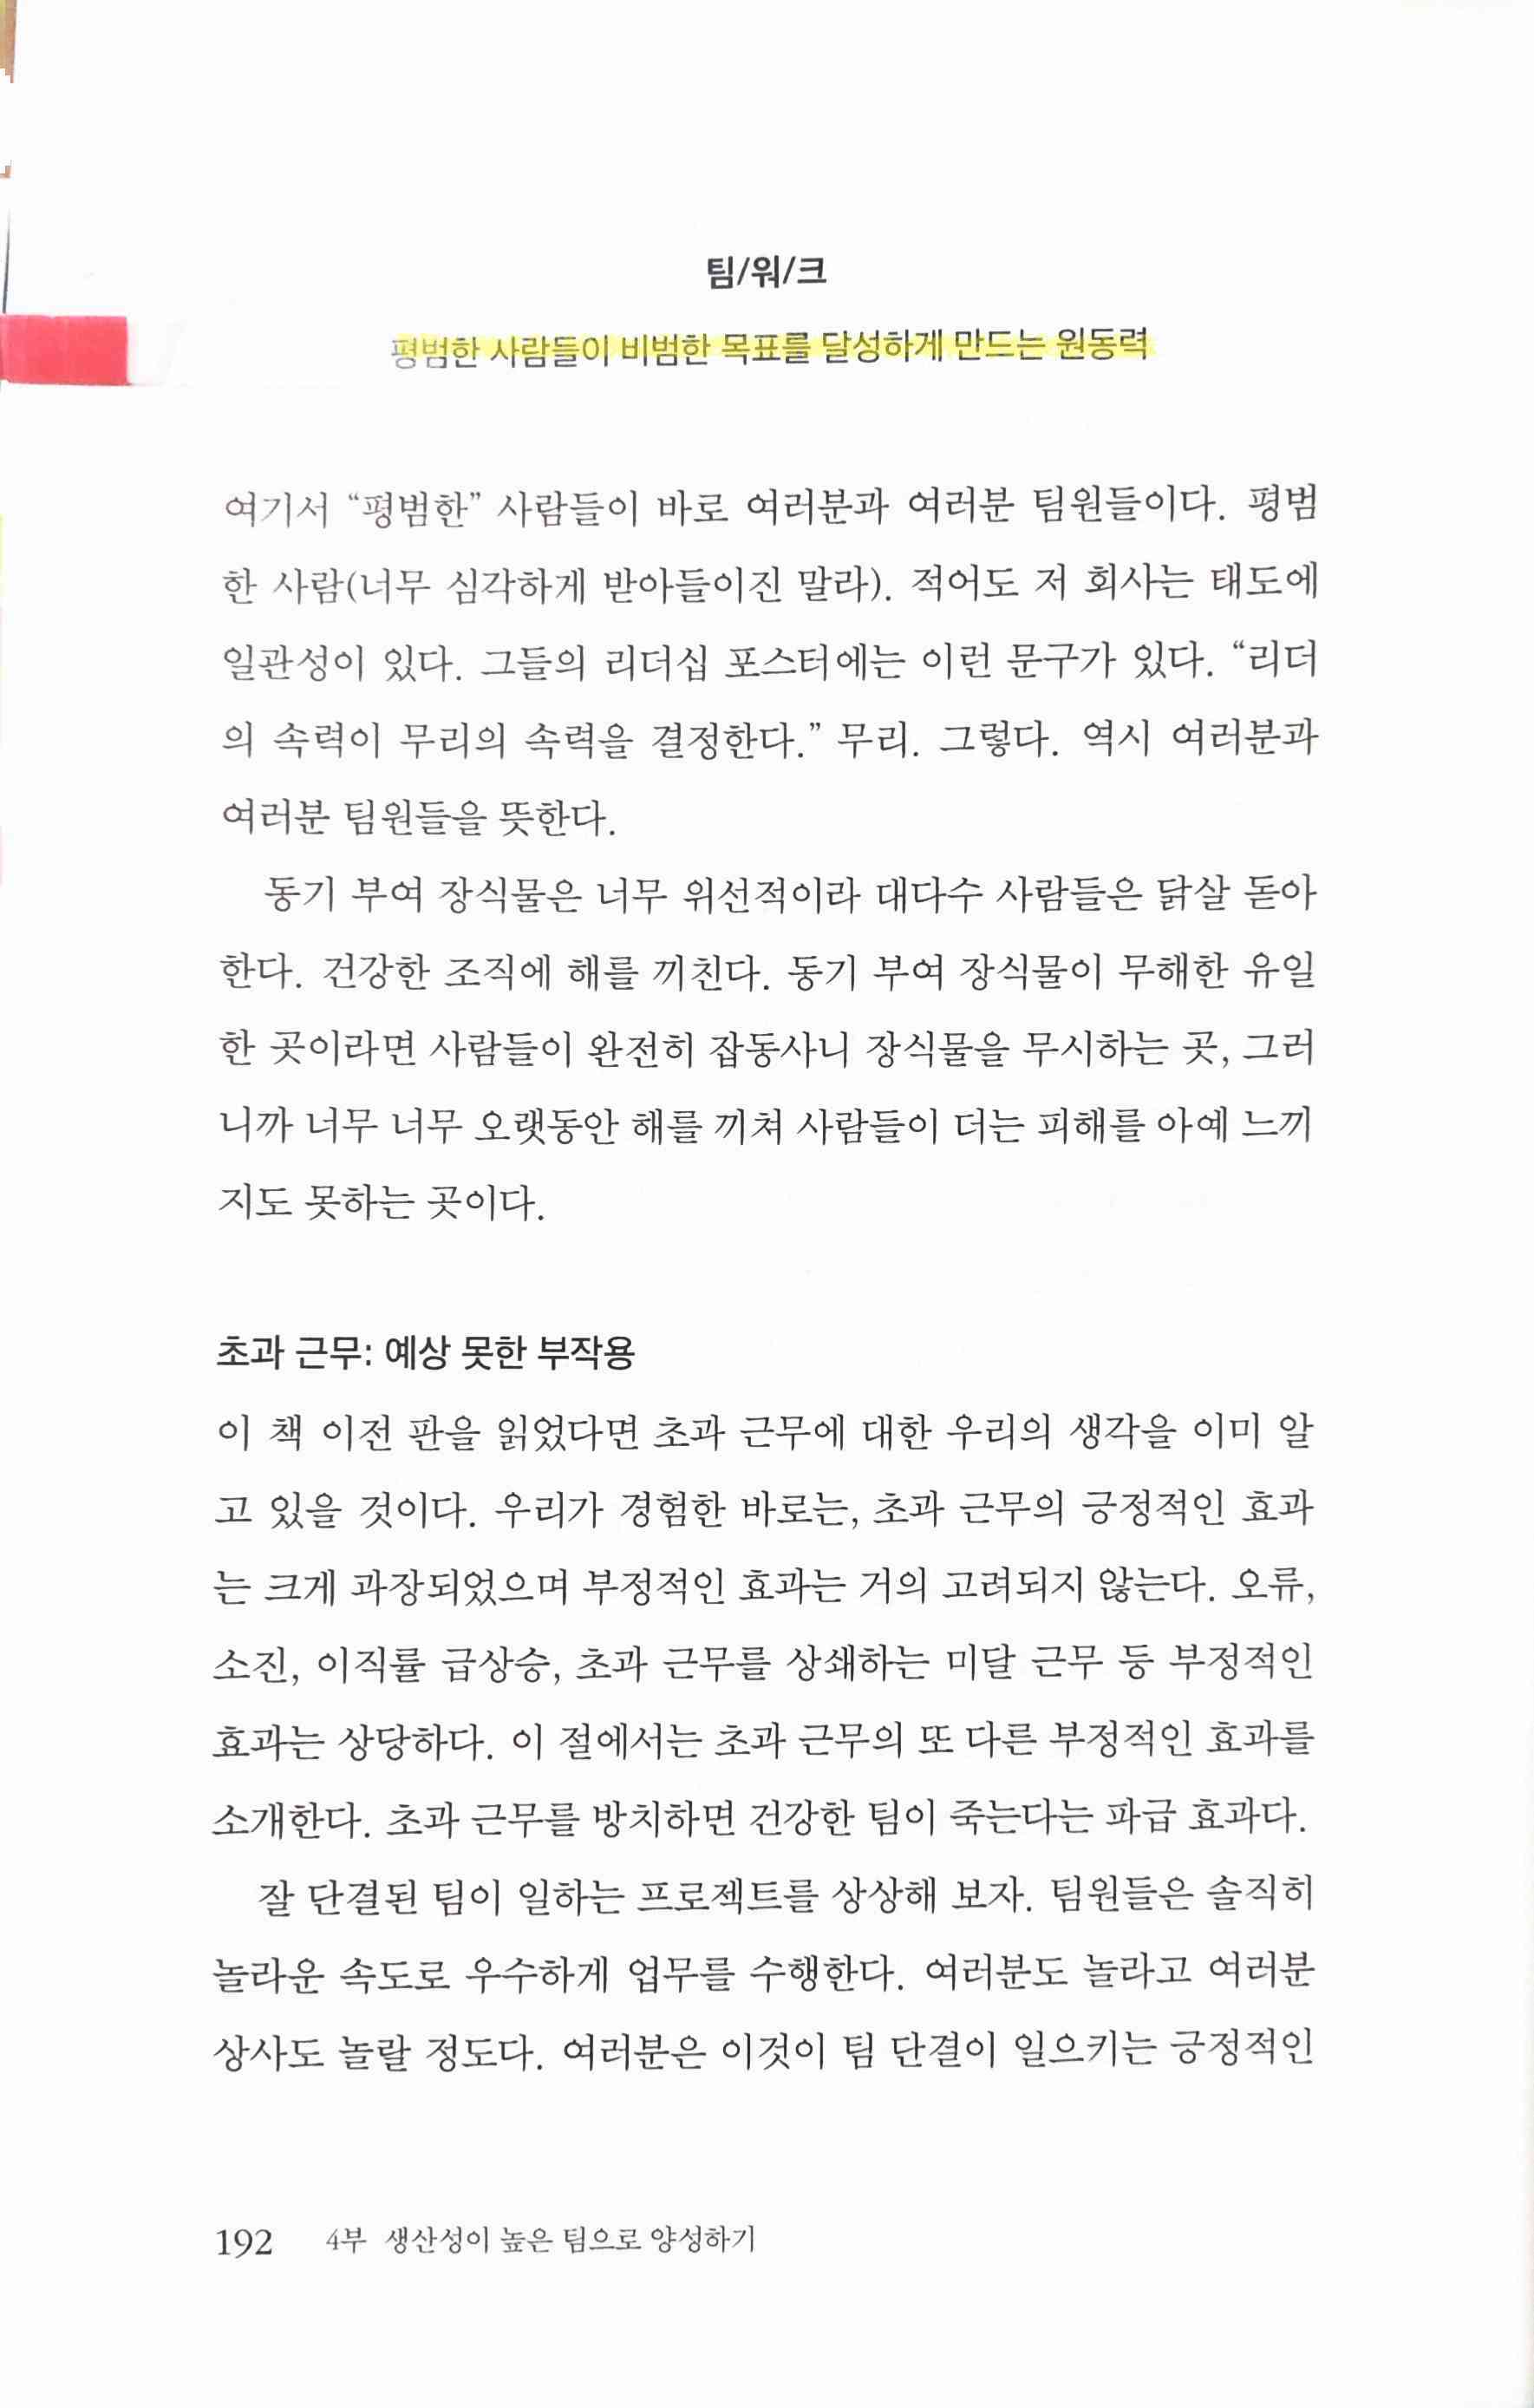 팀/워/크
평범한 사람들이 비범한 목표를 달성하게 만드는 원동력
여기서 “평범한” 사람들이 바로 여러분과 여러분 팀원들이다. 평범
한 사람(너무 심각하게 받아들이진 말라). 적어도 저 회사는 태도에
일관성이 있다. 그들의 리더십 포스터에는 이런 문구가 있다. “리더
의 속력이 무리의 속력을 결정한다.” 무리. 그렇다. 역시 여러분과
여러분 팀원들을 뜻한다.
동기 부여 장식물은 너무 위선적이라 대다수 사람들은 닭살 돋아
한다. 건강한 조직에 해를 끼친다. 동기 부여 장식물이 무해한 유일
한 곳이라면 사람들이 완전히 잡동사니 장식물을 무시하는 곳, 그러
니까 너무 너무 오랫동안 해를 끼쳐 사람들이 더는 피해를 아예 느끼
지도 못하는 곳이다.
초과 근무: 예상 못한 부작용
이 책 이전 판을 읽었다면 초과 근무에 대한 우리의 생각을 이미 알
고 있을 것이다. 우리가 경험한 바로는, 초과 근무의 긍정적인 효과
는 크게 과장되었으며 부정적인 효과는 거의 고려되지 않는다. 오류,
소진, 이직률 급상승, 초과 근무를 상쇄하는 미달 근무 등 부정적인
효과는 상당하다. 이 절에서는 초과 근무의 또 다른 부정적인 효과를
소개한다. 초과 근무를 방치하면 건강한 팀이 죽는다는 파급 효과다.
잘 단결된 팀이 일하는 프로젝트를 상상해 보자. 팀원들은 솔직히
놀라운 속도로 우수하게 업무를 수행한다. 여러분도 놀라고 여러분
상사도 놀랄 정도다. 여러분은 이것이 팀 단결이 일으키는 긍정적인
192 4부 생산성이 높은 팀으로 양성하기